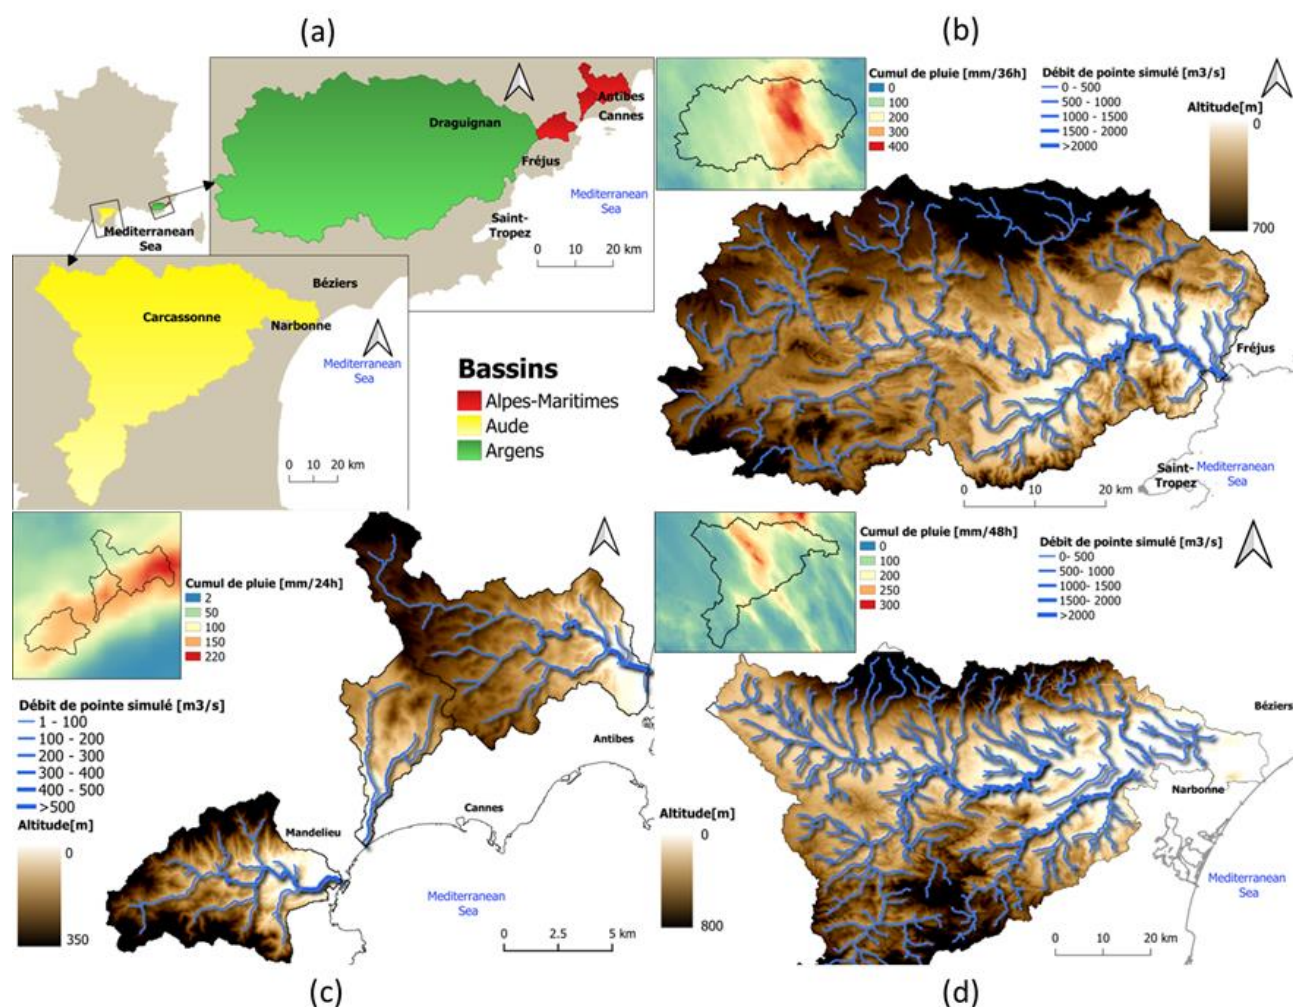 (a)
Antibes
Cannes
Draguignan
Fréjus
Mediterranean
Sea
Saint-
Tropez
0 10 20 km
Mediterranean
Sea
Béziers
Carcassonne
Narbonne
Mediterranean
Sea
0 10 20 km
Bassins
Alpes-Maritimes
Aude
Argens
(b)
Cumul de pluie [mm/36h]
0
100
200
300
400
Débit de pointe simulé [m3/s]
0 - 500
500 - 1000
1000 - 1500
1500 - 2000
>2000
Altitude[m]
0
700
Fréjus
Saint-
Tropez
Mediterranean
Sea
0 10 20 km
Cumul de pluie [mm/24h]
2
50
100
150
220
Débit de pointe simulé [m3/s]
1 - 100
100 - 200
200 - 300
300 - 400
400 - 500
>500
Altitude[m]
0
350
Antibes
Cannes
Mandelieu
Mediterranean
Sea
0 2.5 5 km
(c)
Cumul de pluie [mm/48h]
0
100
200
250
300
Débit de pointe simulé [m3/s]
0- 500
500- 1000
1000- 1500
1500- 2000
>2000
Béziers
Narbonne
Altitude[m]
0
800
Mediterranean
Sea
0 10 20 km
(d)